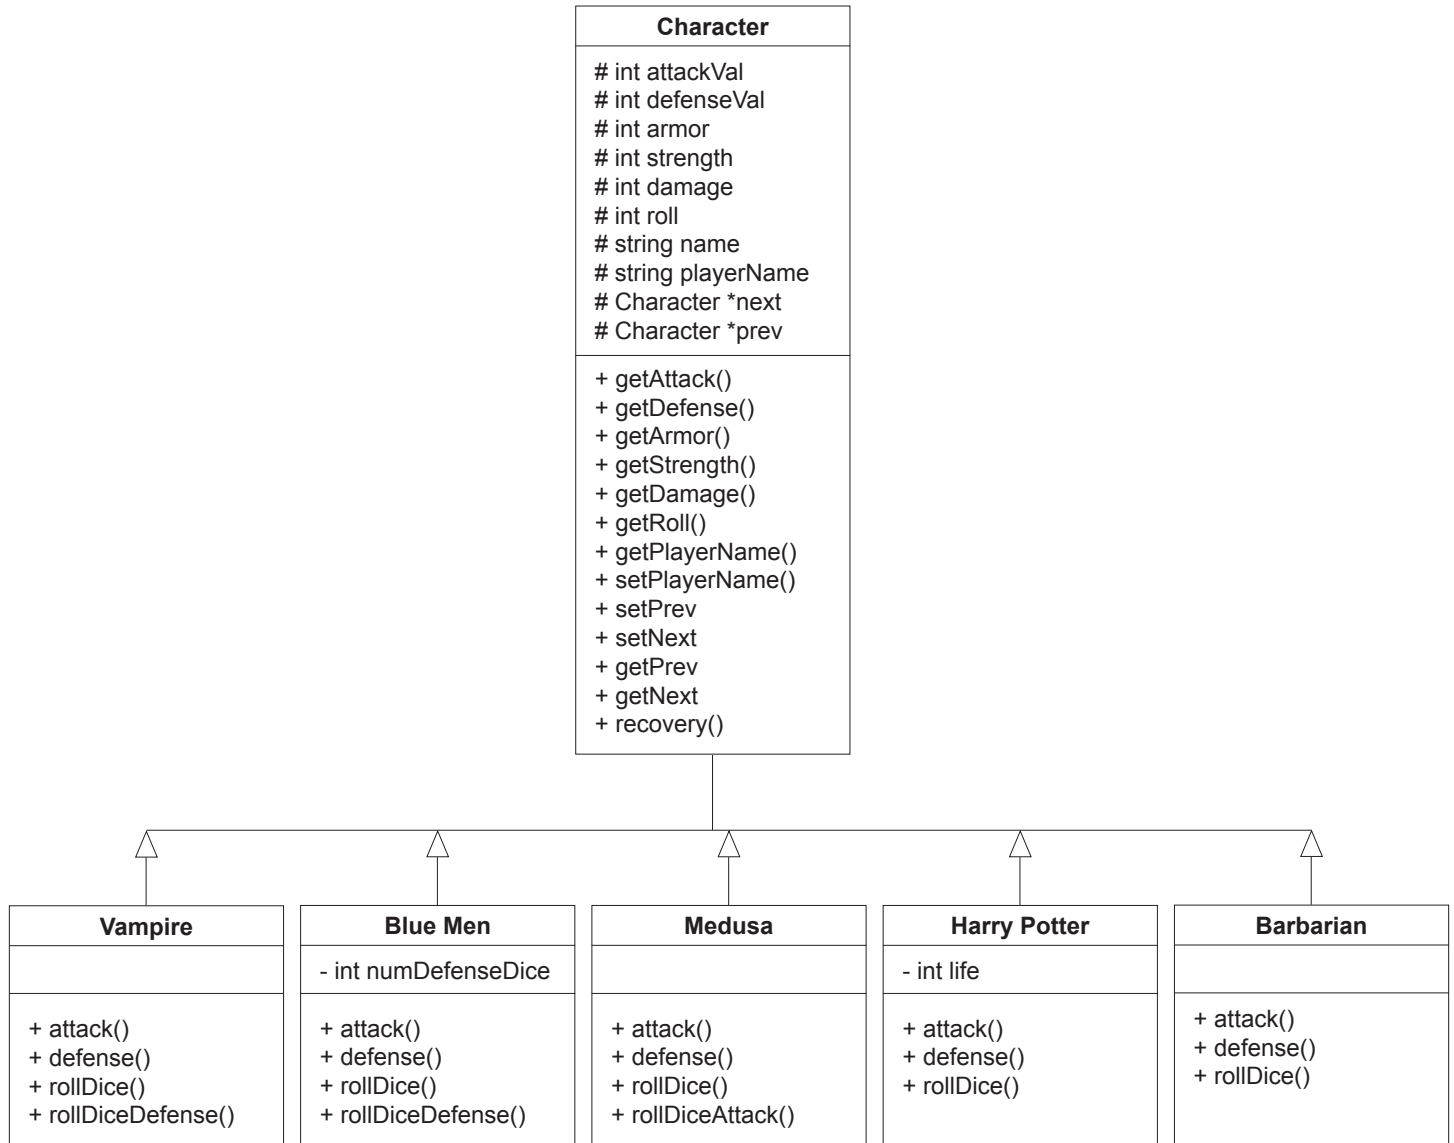 Character
# int attackVal
# int defenseVal
# int armor
# int strength
# int damage
# int roll
# string name
# string playerName
# Character *next
# Character *prev
+ getAttack()
+ getDefense()
+ getArmor()
+ getStrength()
+ getDamage()
+ getRoll()
+ getPlayerName()
+ setPlayerName()
+ setPrev
+ setNext
+ getPrev
+ getNext
+ recovery()
Vampire
+ attack()
+ defense()
+ rollDice()
+ rollDiceDefense()
Blue Men
- int numDefenseDice
+ attack()
+ defense()
+ rollDice()
+ rollDiceDefense()
Medusa
+ attack()
+ defense()
+ rollDice()
+ rollDiceAttack()
Harry Potter
- int life
+ attack()
+ defense()
+ rollDice()
Barbarian
+ attack()
+ defense()
+ rollDice()